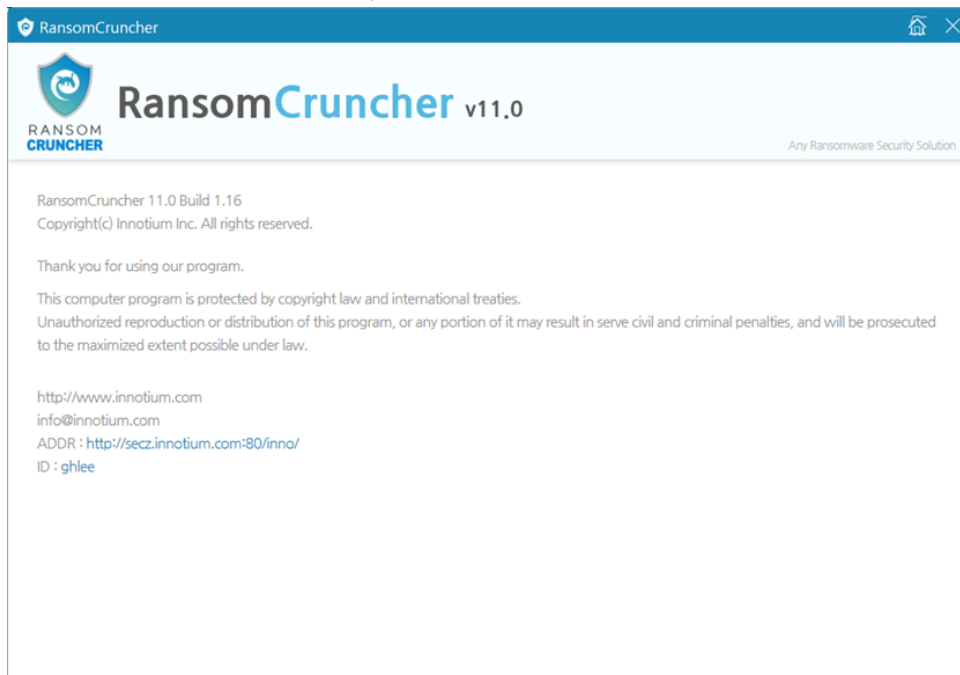 RansomCruncher
RANSOM
CRUNCHER
RansomCruncher v11.0
Any Ransomware Security Solution
RansomCruncher 11.0 Build 1.16
Copyright(c) Innotium Inc. All rights reserved.
Thank you for using our program.
This computer program is protected by copyright law and international treaties.
Unauthorized reproduction or distribution of this program, or any portion of it may result in serve civil and criminal penalties, and will be prosecuted
to the maximized extent possible under law.
http://www.innotium.com
info@innotium.com
ADDR : http://secz.innotium.com:80/inno/
ID : ghlee